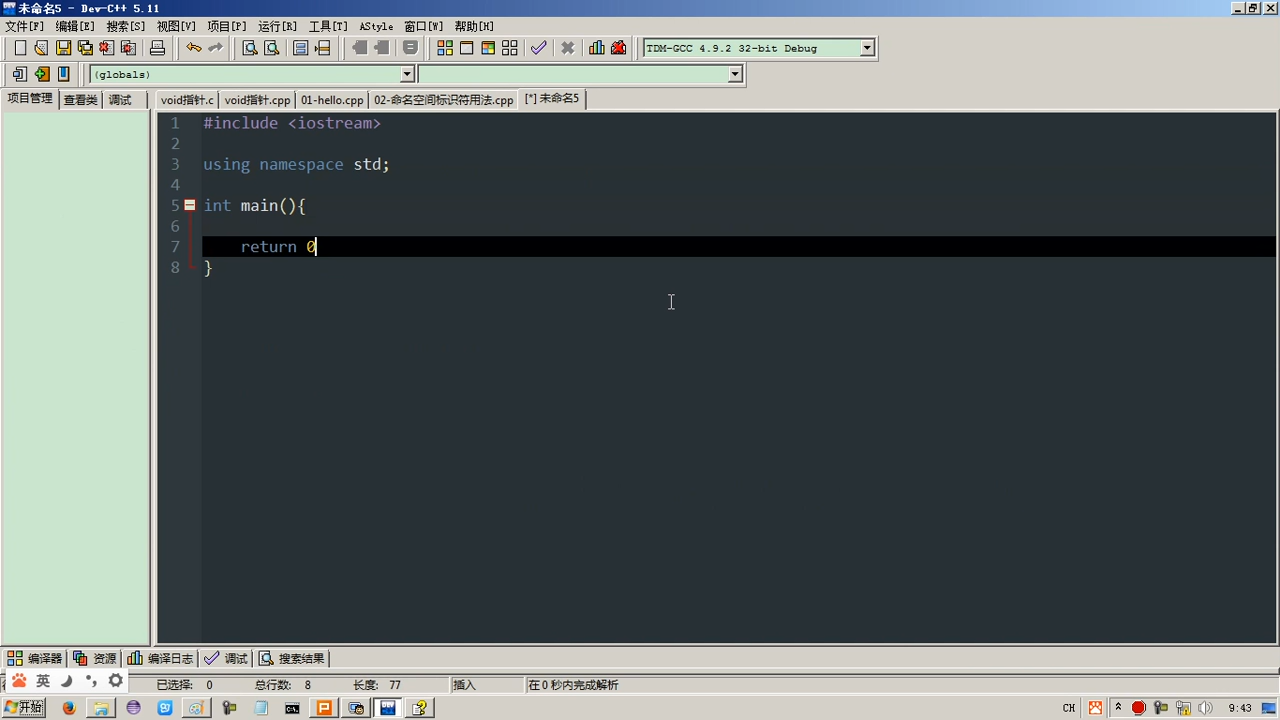 未命名5 - Dev-C++ 5.11
文件[F] 编辑[E] 搜索[S] 视图[V] 项目[P] 运行[R] 工具[T] AStyle 窗口[W] 帮助[H]
TDM-GCC 4.9.2 32-bit Debug
(globals)
项目管理 查看类 调试 void指针.c void指针.cpp 01-hello.cpp 02-命名空间标识符用法.cpp [*] 未命名5
1 #include <iostream>
2
3 using namespace std;
4
5 int main(){
6
7 return 0
8 }
编译器 资源 编译日志 调试 搜索结果
英 已选择: 0 总行数: 8 长度: 77 插入 在 0 秒内完成解析
开始 CH 9:43